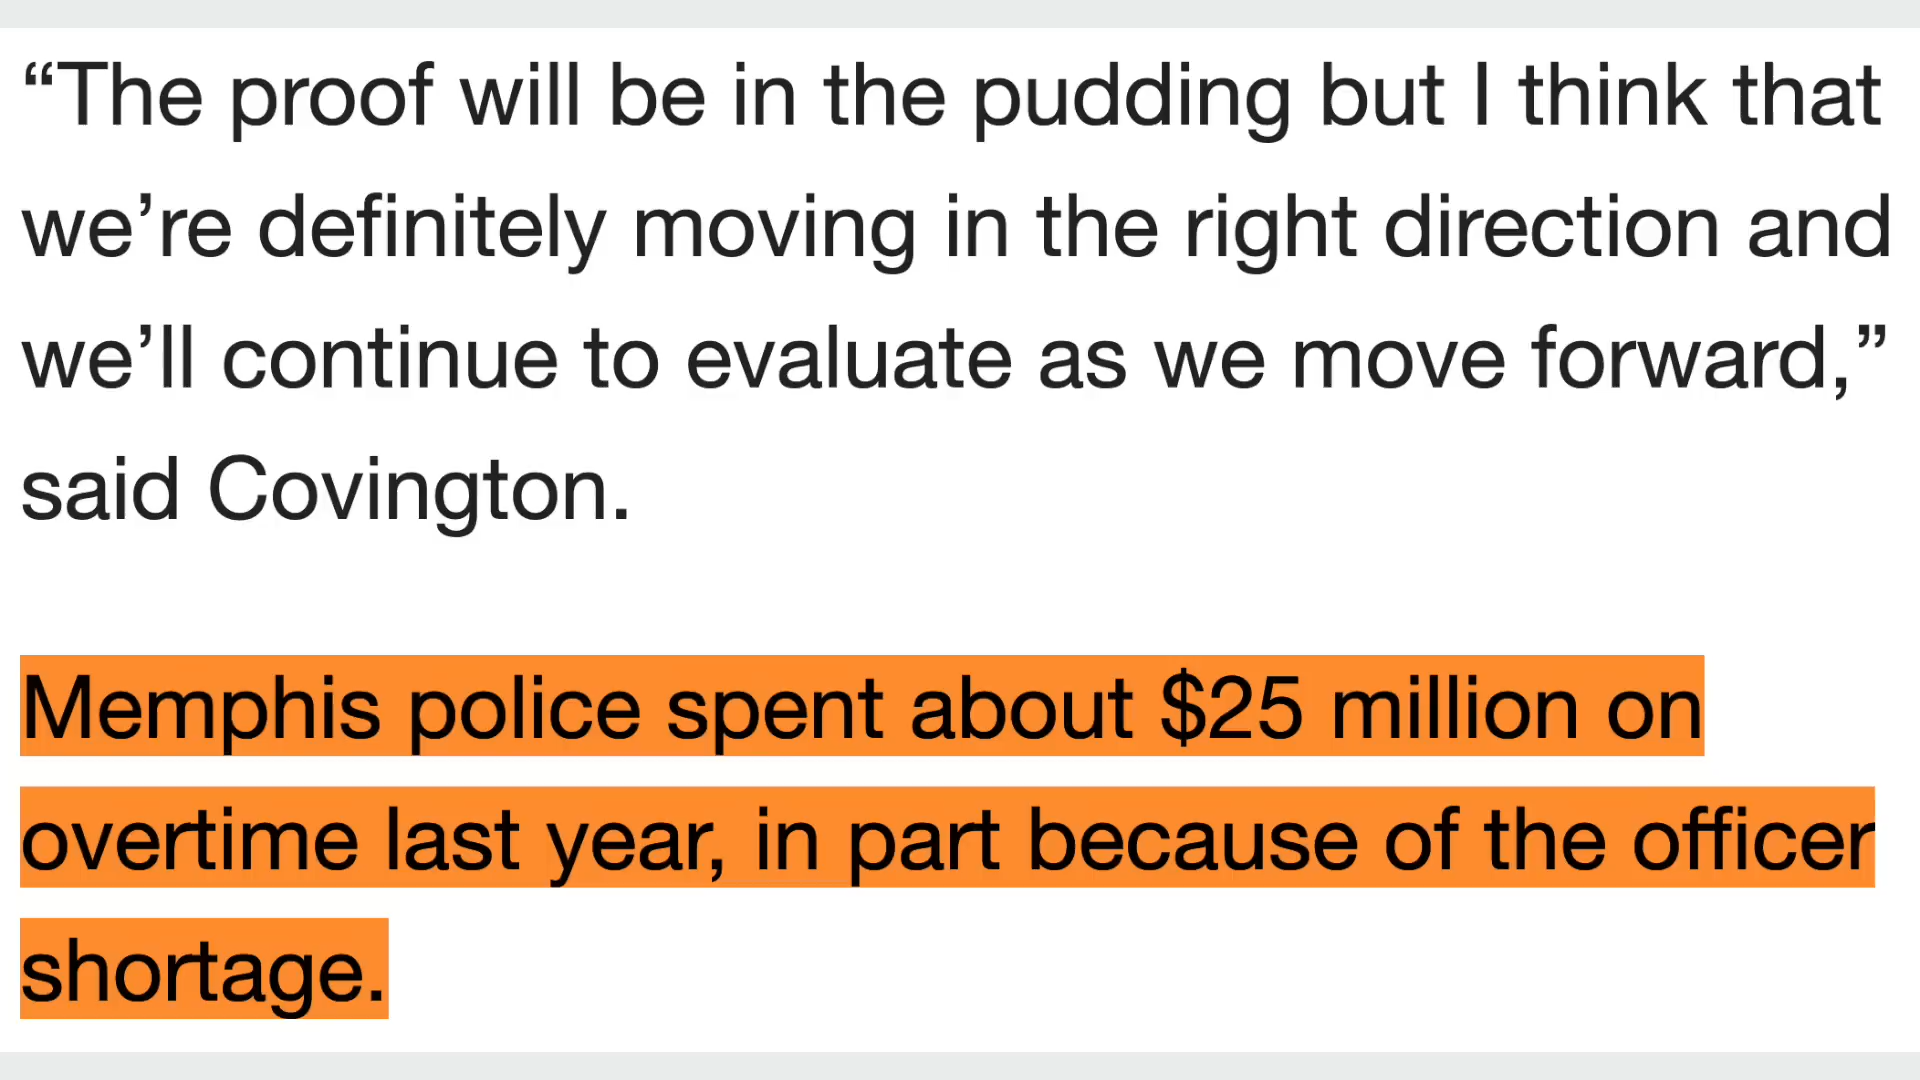 “The proof will be in the pudding but I think that
we’re definitely moving in the right direction and
we’ll continue to evaluate as we move forward,”
said Covington.
Memphis police spent about $25 million on
overtime last year, in part because of the officer
shortage.